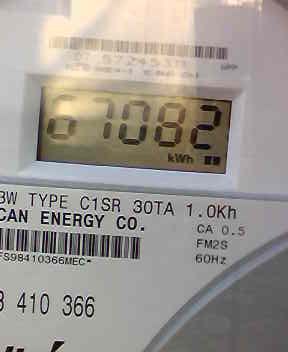 67082
kWh
3W TYPE C1SR 30TA 1.0Kh
CAN ENERGY CO.
CA 0.5
FM2S
60Hz
FS98410366MEC*
410 366